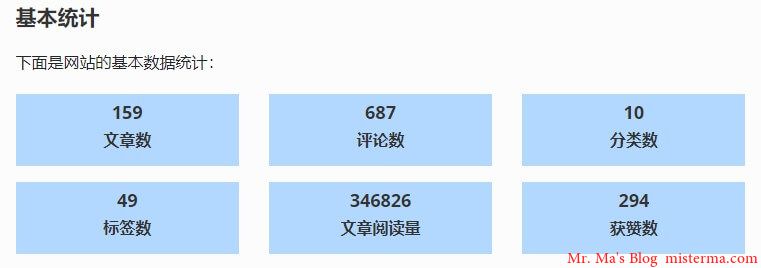 基本统计
下面是网站的基本数据统计：
159 687 10
文章数 评论数 分类数
49 346826 294
标签数 文章阅读量 获赞数
Mr. Ma's Blog misterma.com